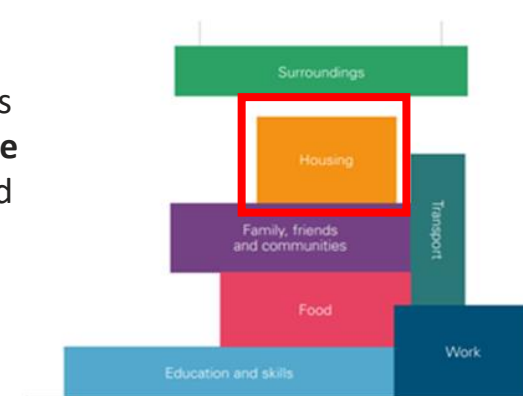 Surroundings
s
e
d
Housing
Transport
Family, friends
and communities
Food
Work
Education and skills